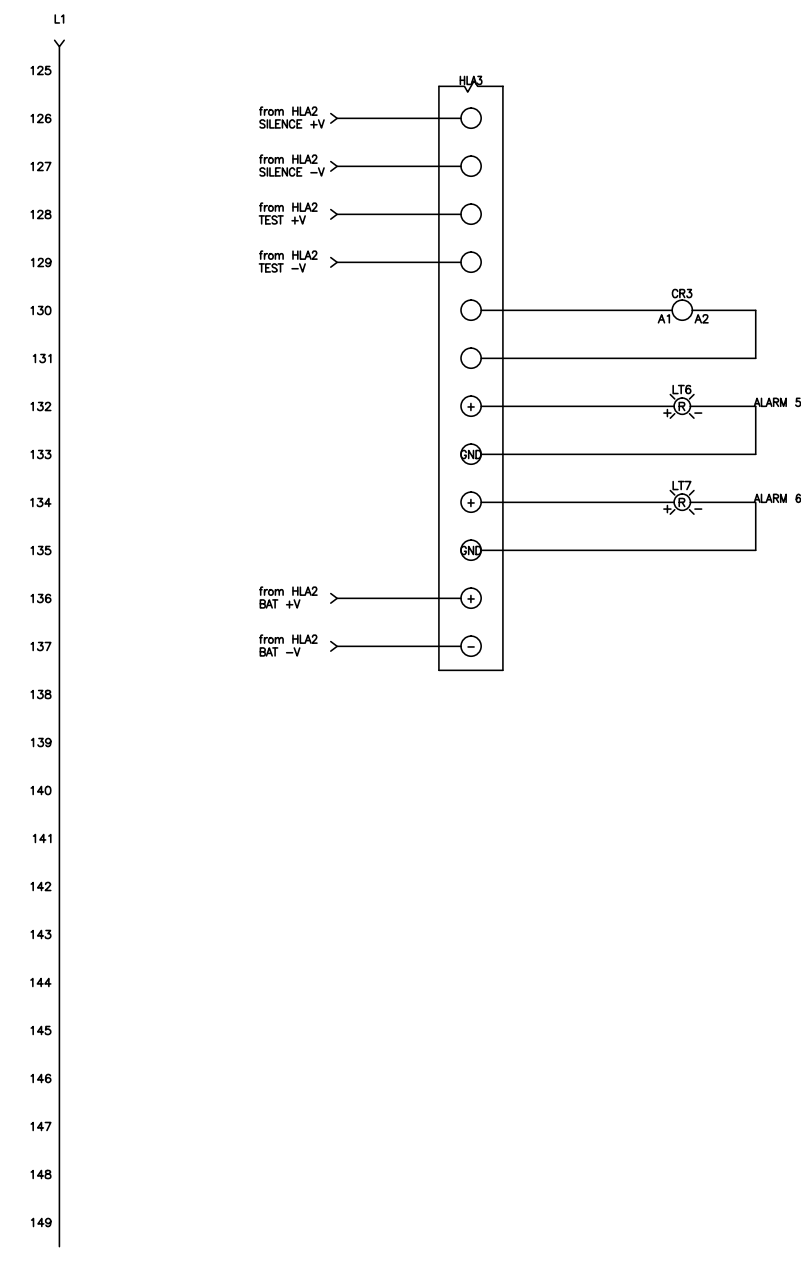 L1
125
HLA3
126
from HLA2
SILENCE +V
127
from HLA2
SILENCE −V
128
from HLA2
TEST +V
129
from HLA2
TEST −V
130
CR3
A1 A2
131
132
+
LT6
R
+ −
ALARM 5
133
GND
134
+
LT7
R
+ −
ALARM 6
135
GND
136
from HLA2
BAT +V
+
137
from HLA2
BAT −V
−
138
139
140
141
142
143
144
145
146
147
148
149